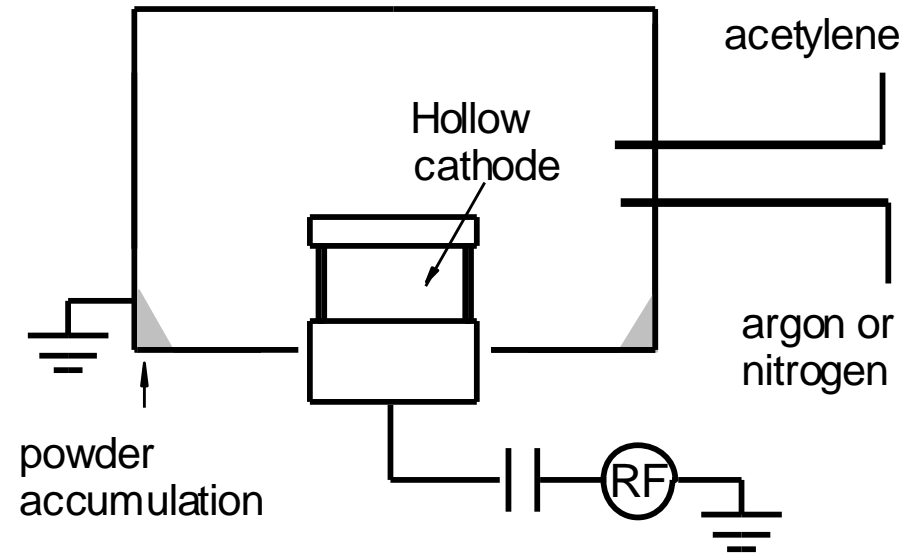 acetylene
Hollow
cathode
argon or
nitrogen
powder
accumulation
RF